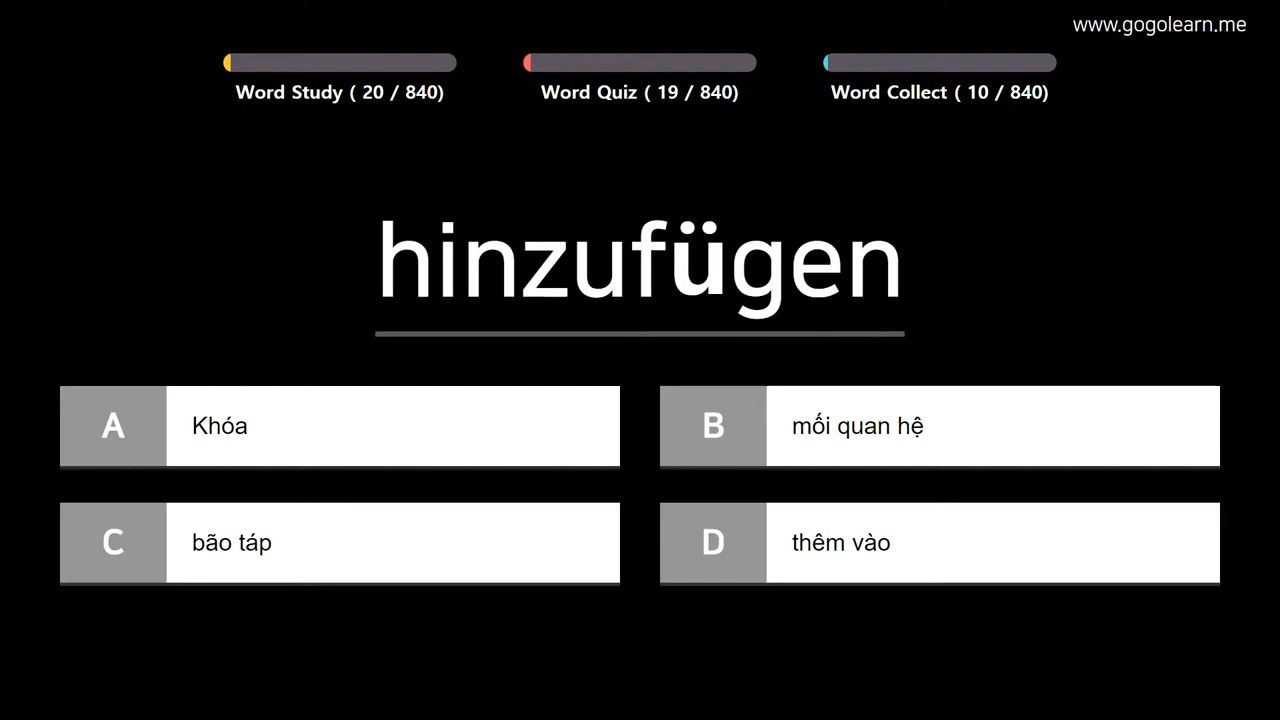 www.gogolearn.me
Word Study ( 20 / 840)
Word Quiz ( 19 / 840)
Word Collect ( 10 / 840)
hinzufügen
A Khóa
B mối quan hệ
C bão táp
D thêm vào